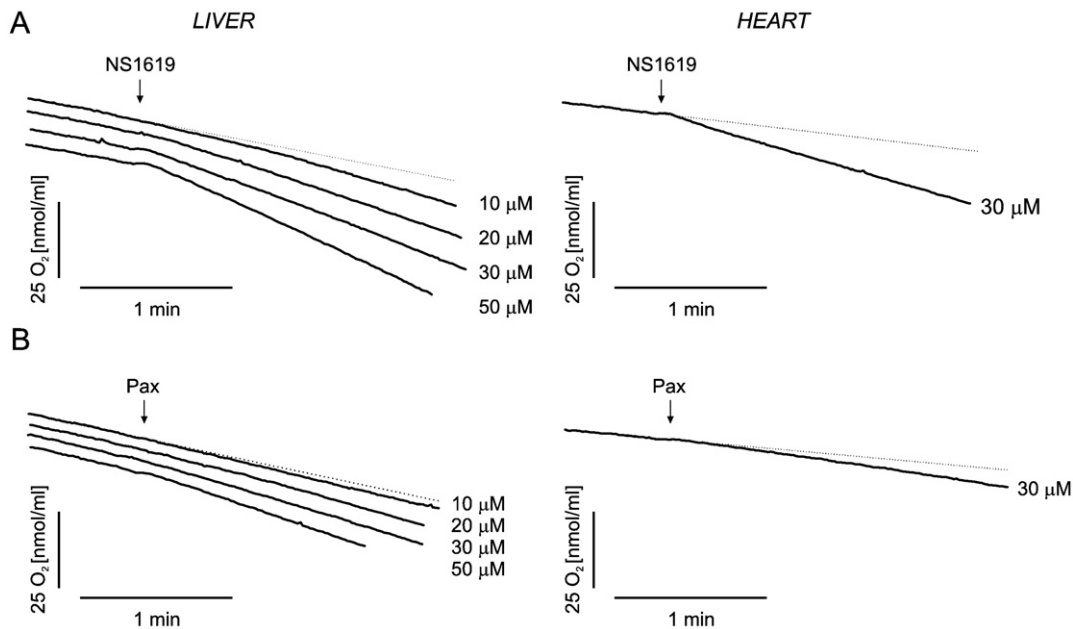 A
LIVER
HEART
NS1619
NS1619
10 μM
20 μM
30 μM
50 μM
30 μM
25 O₂ [nmol/ml]
1 min
25 O₂ [nmol/ml]
1 min
B
Pax
Pax
10 μM
20 μM
30 μM
50 μM
30 μM
25 O₂ [nmol/ml]
1 min
25 O₂ [nmol/ml]
1 min